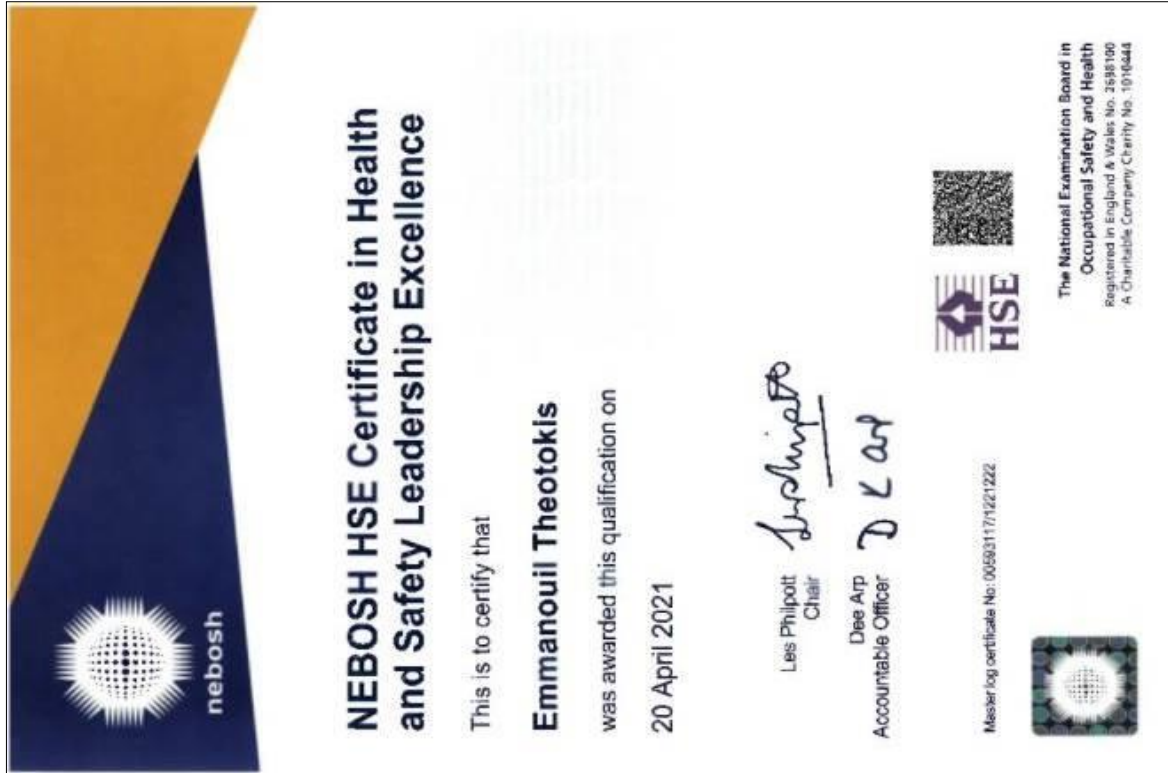 nebosh
NEBOSH HSE Certificate in Health
and Safety Leadership Excellence
This is to certify that
Emmanouil Theotokis
was awarded this qualification on
20 April 2021
Les Philpott
Chair
Dee Arp
Accountable Officer
D K Arp
Master log certificate No: 00593117/1221222
HSE
The National Examination Board in
Occupational Safety and Health
Registered in England & Wales No. 2698100
A Charitable Company Charity No. 1010444